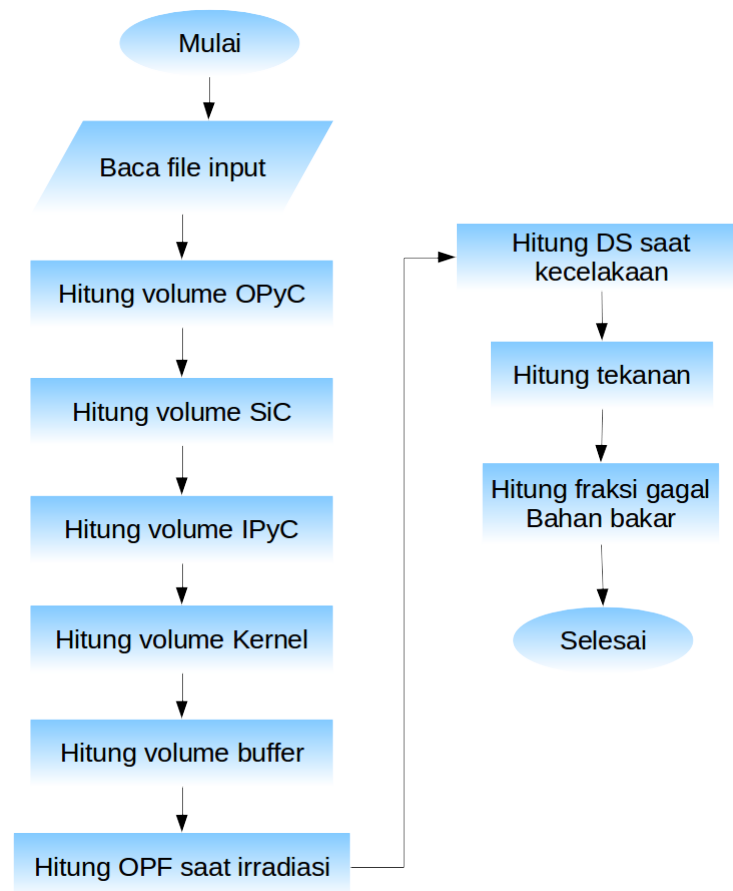 Mulai
Baca file input
Hitung volume OPyC
Hitung volume SiC
Hitung volume IPyC
Hitung volume Kernel
Hitung volume buffer
Hitung OPF saat irradiasi
Hitung DS saat
kecelakaan
Hitung tekanan
Hitung fraksi gagal
Bahan bakar
Selesai